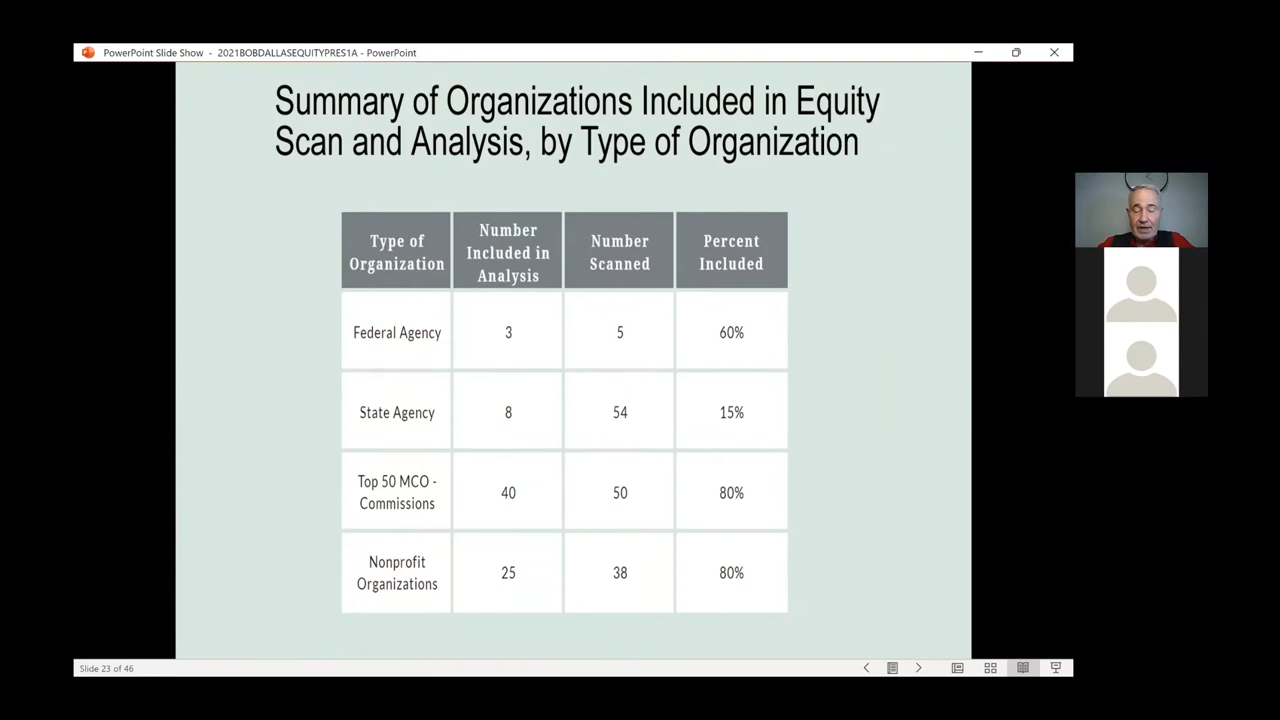 PowerPoint Slide Show - 2021BOBDALLASEQUITYPRES1A - PowerPoint
Summary of Organizations Included in Equity
Scan and Analysis, by Type of Organization
Type of
Organization
Number
Included in
Analysis
Number
Scanned
Percent
Included
Federal Agency
3
5
60%
State Agency
8
54
15%
Top 50 MCO -
Commissions
40
50
80%
Nonprofit
Organizations
25
38
80%
Slide 23 of 46